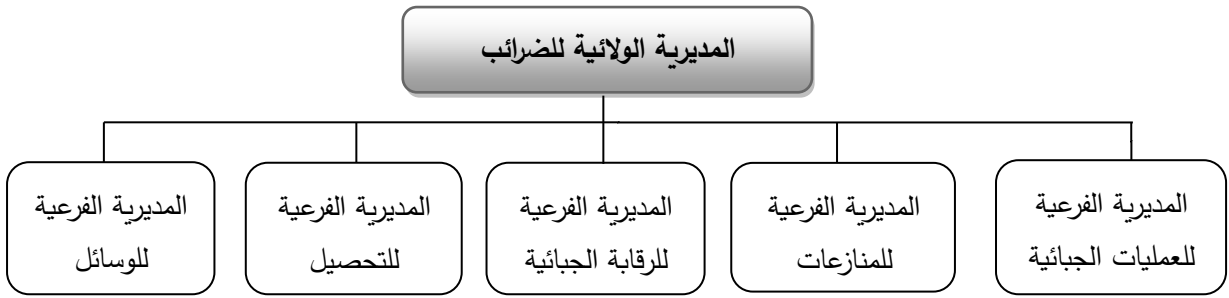 المديرية الولائية للضرائب
المديرية الفرعية
للعمليات الجبائية
المديرية الفرعية
للمنازعات
المديرية الفرعية
للرقابة الجبائية
المديرية الفرعية
للتحصيل
المديرية الفرعية
للوسائل